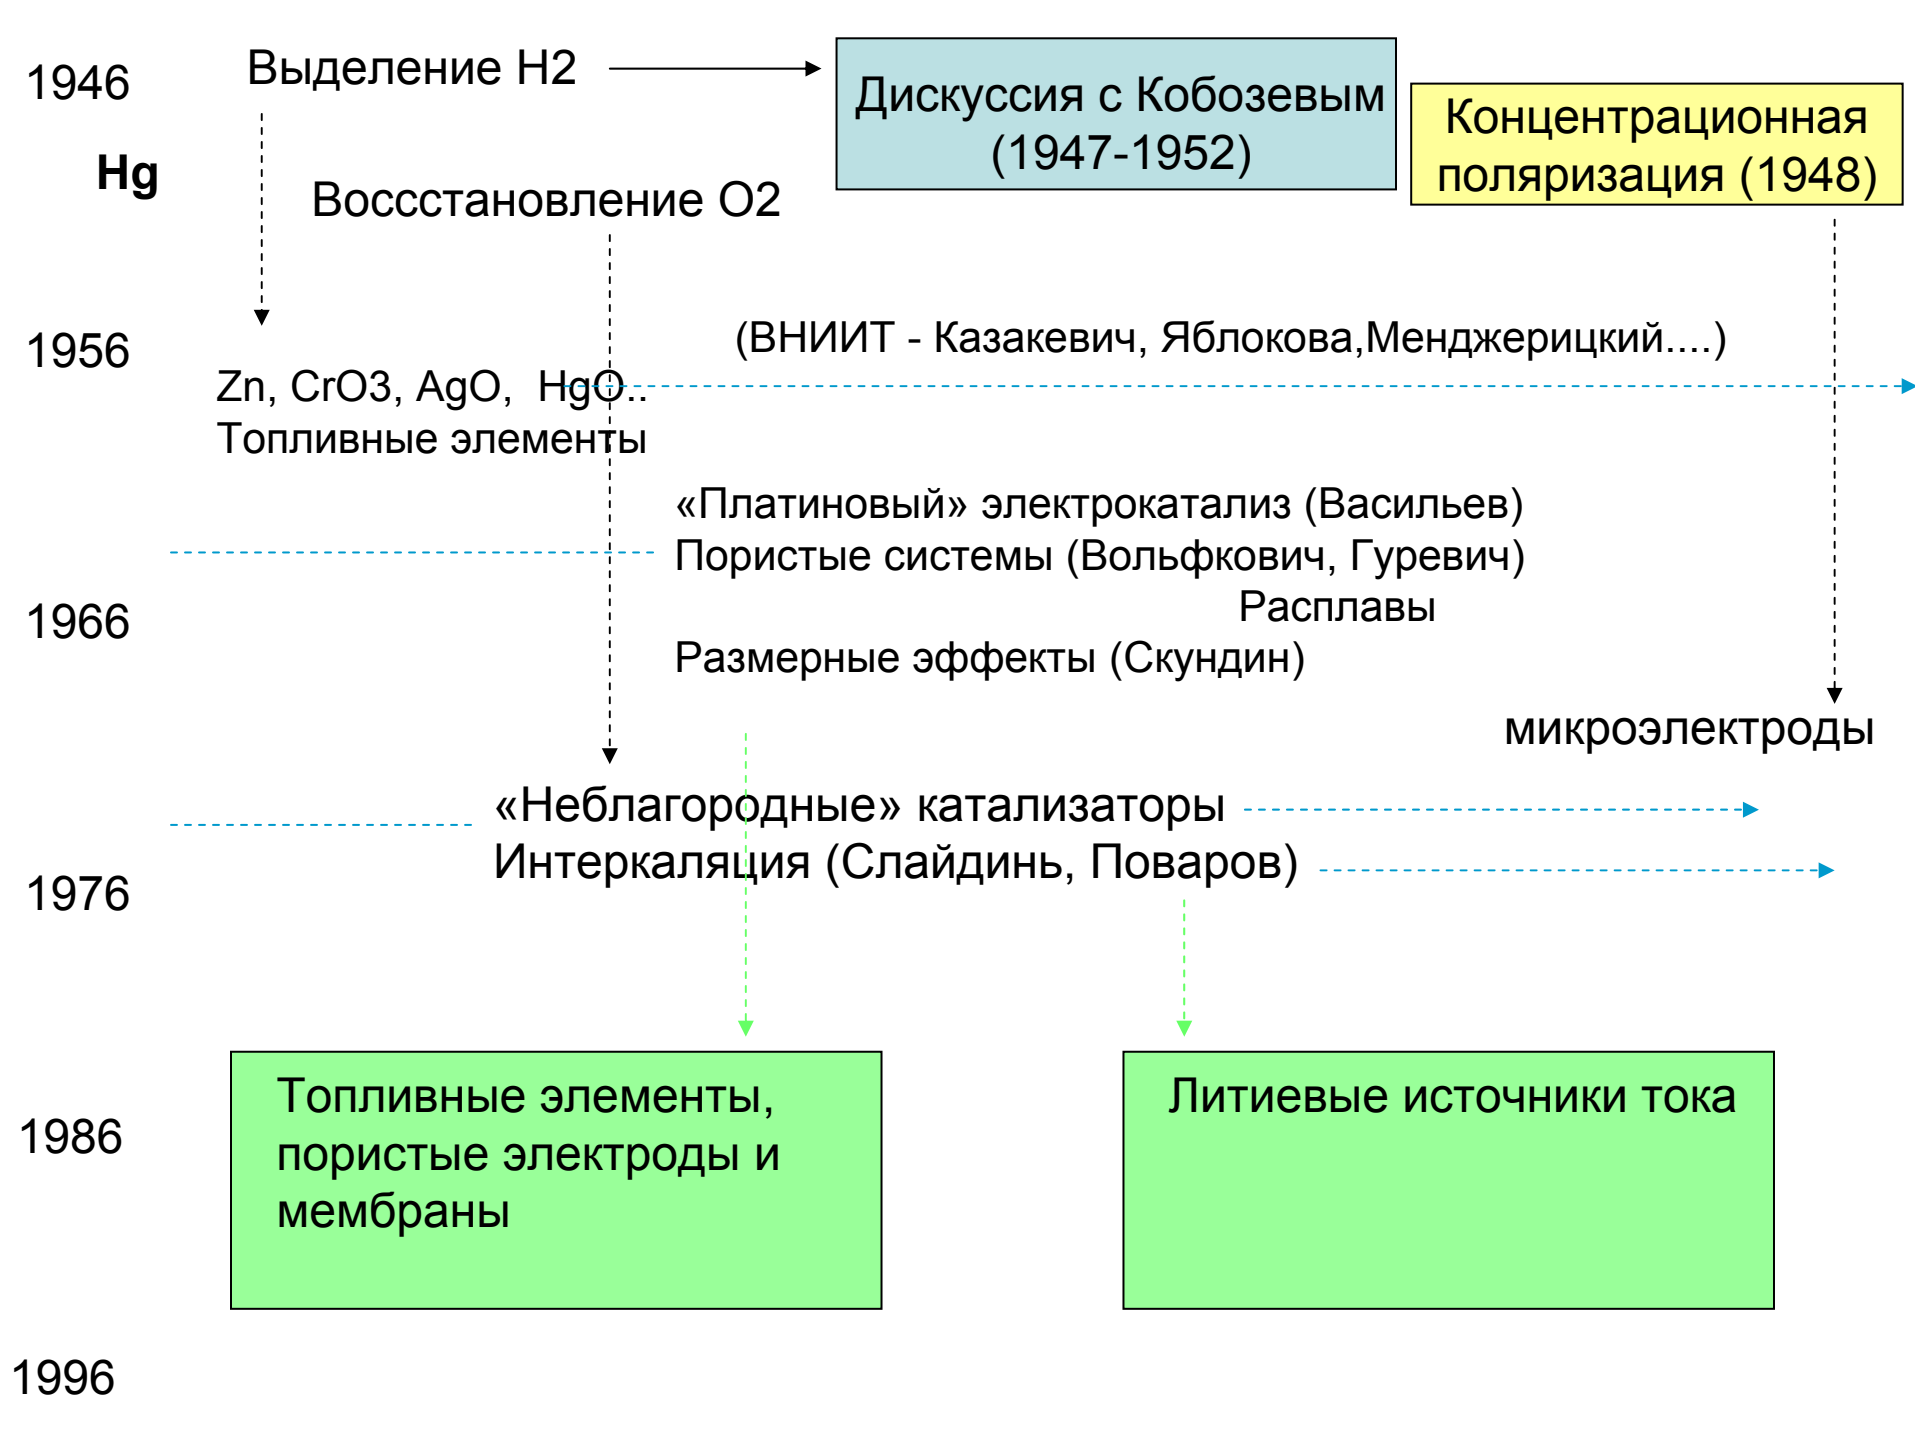 1946
Выделение H2
Дискуссия с Кобозевым
(1947-1952)
Концентрационная
поляризация (1948)
Hg
Воссстановление О2
1956
(ВНИИТ - Казакевич, Яблокова,Менджерицкий....)
Zn, CrO3, AgO, HgO..
Топливные элементы
«Платиновый» электрокатализ (Васильев)
Пористые системы (Вольфкович, Гуревич)
Расплавы
1966
Размерные эффекты (Скундин)
микроэлектроды
«Неблагородные» катализаторы
Интеркаляция (Слайдинь, Поваров)
1976
Топливные элементы,
пористые электроды и
мембраны
Литиевые источники тока
1986
1996